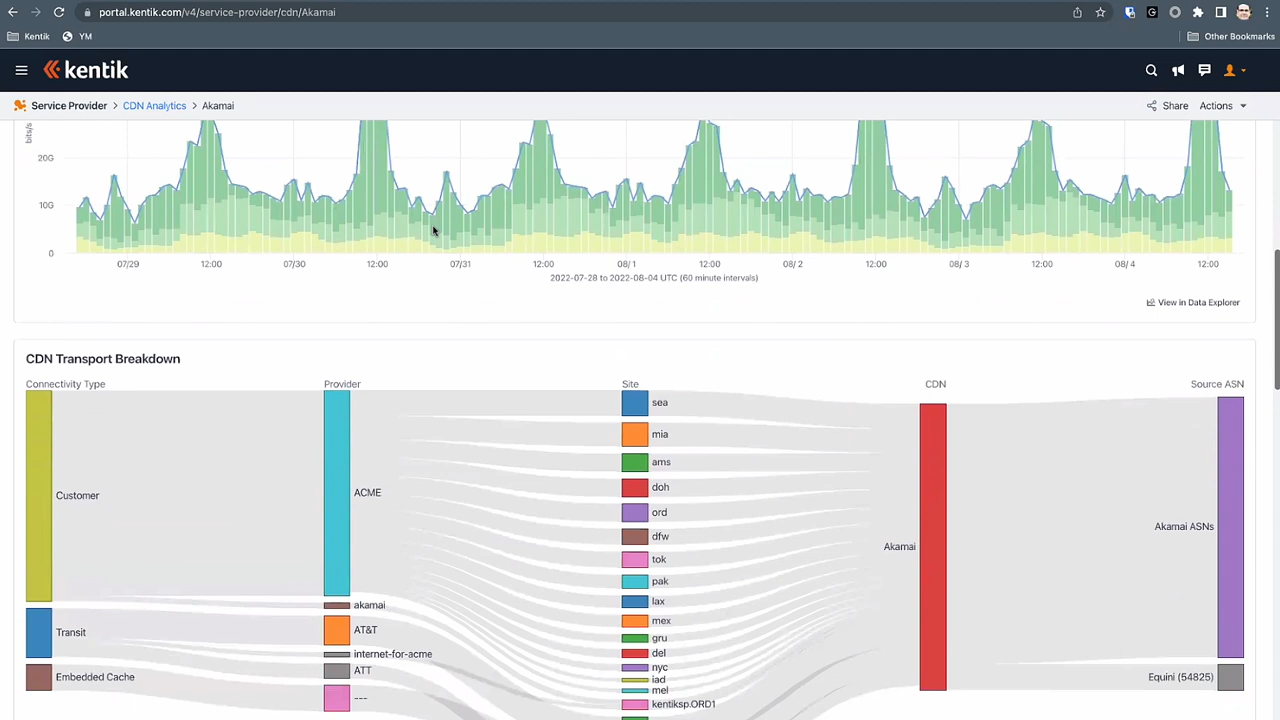 portal.kentik.com/v4/service-provider/cdn/Akamai
Kentik YM Other Bookmarks
kentik
Service Provider > CDN Analytics > Akamai Share Actions
bits/s
20G
10G
0
07/29 12:00 07/30 12:00 07/31 12:00 08/ 1 12:00 08/ 2 12:00 08/ 3 12:00 08/ 4 12:00
2022-07-28 to 2022-08-04 UTC (60 minute intervals)
View in Data Explorer
CDN Transport Breakdown
Connectivity Type Provider Site CDN Source ASN
sea
mia
ams
doh
Customer ACME
ord
Akamai ASNs
dfw
Akamai
tok
pak
lax
akamai
mex
Transit AT&T
gru
internet-for-acme del
nyc
ATT
Embedded Cache iad Equini (54825)
mel
---
kentiksp.ORD1